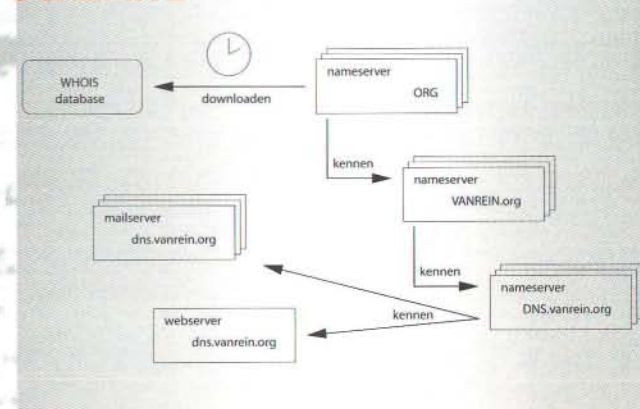 WHOIS
database
downloaden
nameserver
ORG
kennen
nameserver
VANREIN.org
mailserver
dns.vanrein.org
kennen
nameserver
DNS.vanrein.org
kennen
webserver
dns.vanrein.org